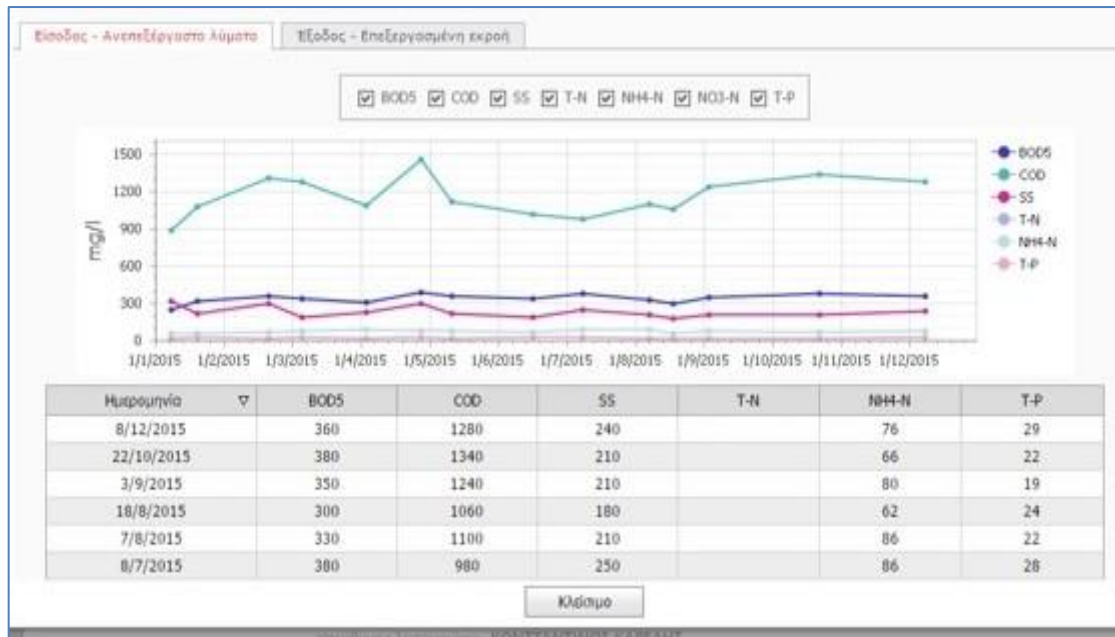 Είσοδος - Ανεπεξέργαστα λύματα Έξοδος - Επεξεργασμένη εκροή
BOD5 COD SS T-N NH4-N NO3-N T-P
1500
1200
900
600
300
0
mg/l
1/1/2015 1/2/2015 1/3/2015 1/4/2015 1/5/2015 1/6/2015 1/7/2015 1/8/2015 1/9/2015 1/10/2015 1/11/2015 1/12/2015
BOD5
COD
SS
T-N
NH4-N
T-P
Ημερομηνία BOD5 COD SS T-N NH4-N T-P
8/12/2015 360 1280 240 76 29
22/10/2015 380 1340 210 66 22
3/9/2015 350 1240 210 80 19
18/8/2015 300 1060 180 62 24
7/8/2015 330 1100 210 86 22
8/7/2015 380 980 250 86 28
Κλείσιμο